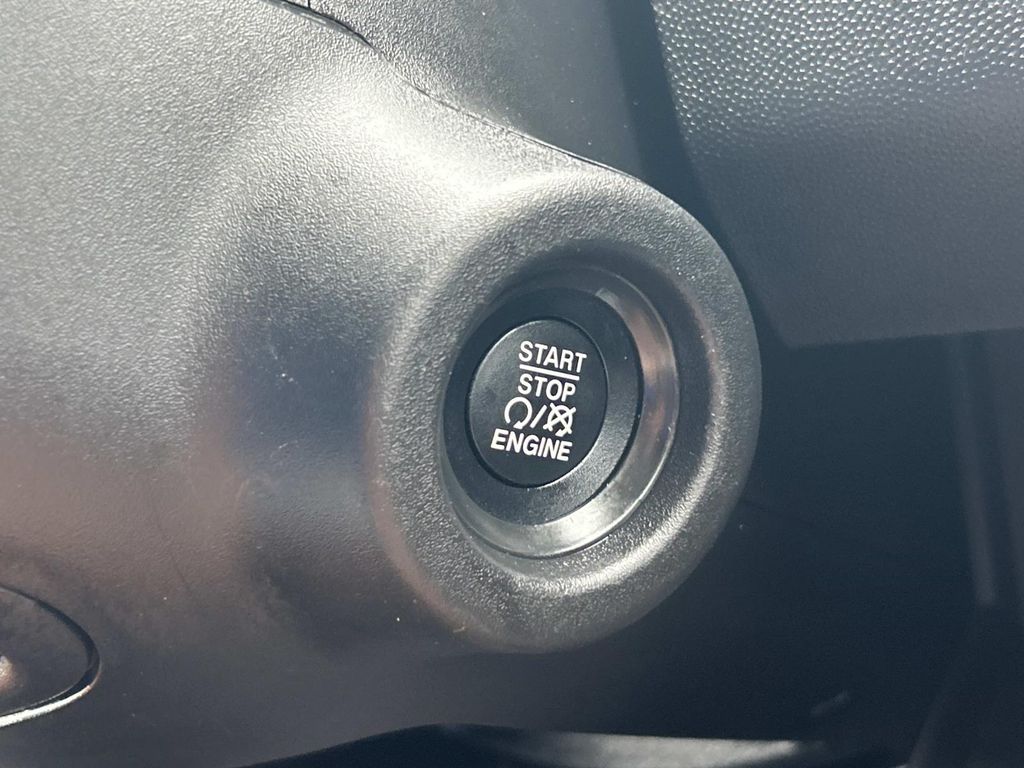 START
STOP
/
ENGINE